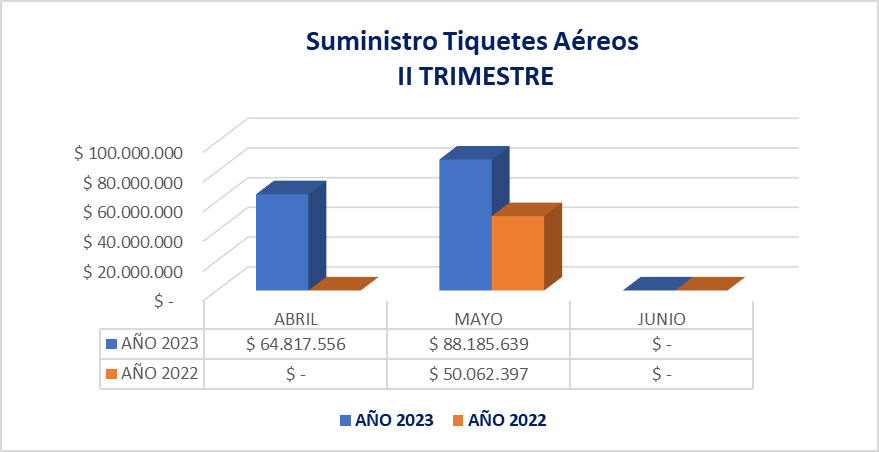 Suministro Tiquetes Aéreos
II TRIMESTRE
$ 100.000.000
$ 80.000.000
$ 60.000.000
$ 40.000.000
$ 20.000.000
$ -
ABRIL MAYO JUNIO
AÑO 2023 $ 64.817.556 $ 88.185.639 $ -
AÑO 2022 $ - $ 50.062.397 $ -
AÑO 2023 AÑO 2022